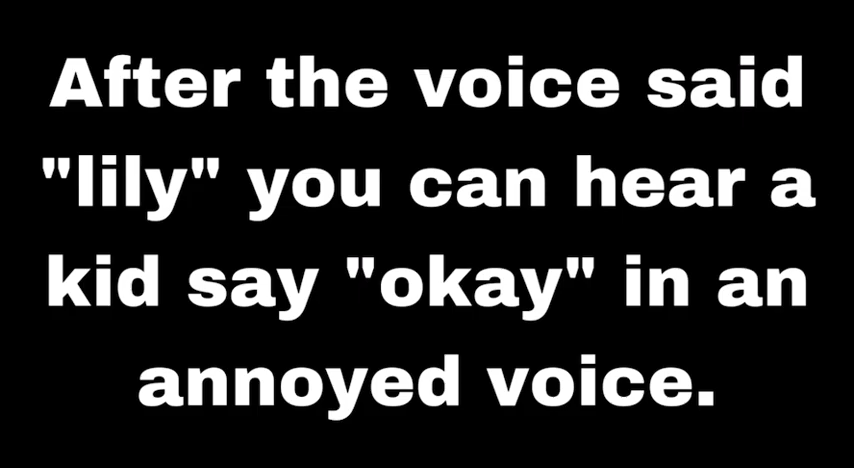 After the voice said
"lily" you can hear a
kid say "okay" in an
annoyed voice.